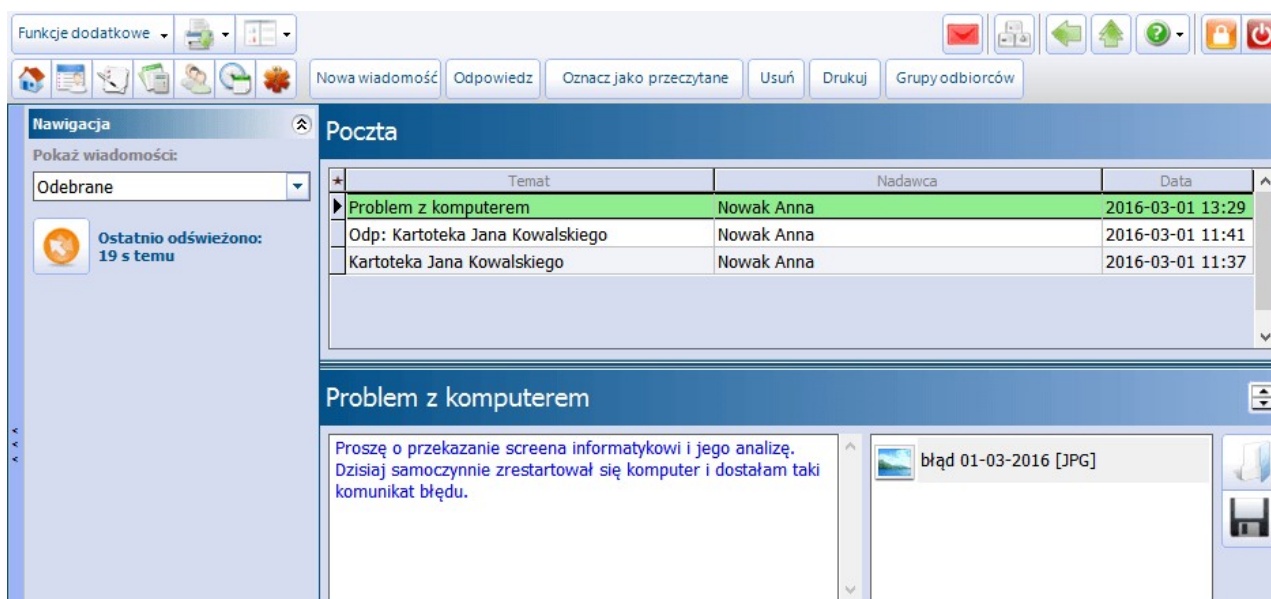 Funkcje dodatkowe
Nowa wiadomość Odpowiedz Oznacz jako przeczytane Usuń Drukuj Grupy odbiorców
Nawigacja
Pokaż wiadomości:
Odebrane
Ostatnio odświeżono:
19 s temu
Poczta
Temat Nadawca Data
Problem z komputerem Nowak Anna 2016-03-01 13:29
Odp: Kartoteka Jana Kowalskiego Nowak Anna 2016-03-01 11:41
Kartoteka Jana Kowalskiego Nowak Anna 2016-03-01 11:37
Problem z komputerem
Proszę o przekazanie screena informatykowi i jego analizę.
Dzisiaj samoczynnie zrestartował się komputer i dostałam taki
komunikat błędu.
błąd 01-03-2016 [JPG]